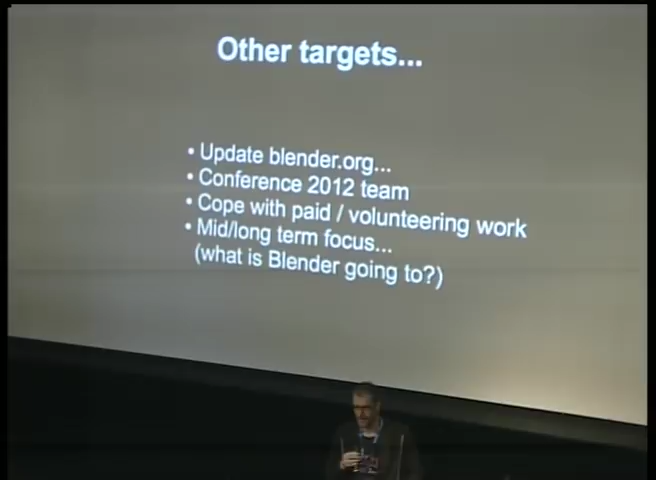 Other targets...
• Update blender.org...
• Conference 2012 team
• Cope with paid / volunteering work
• Mid/long term focus...
(what is Blender going to?)